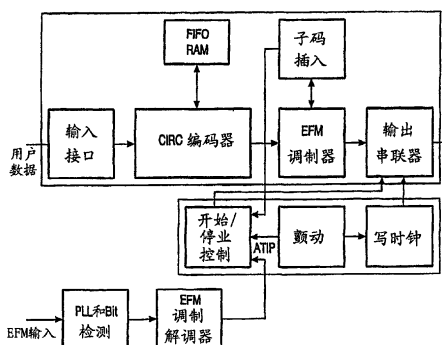 FIFO
RAM
子码
插入
输入
接口
CIRC 编码器
EFM
调制器
输出
串联器
用户
数据
开始/
停业
控制
ATIP
颤动
写时钟
EFM输入
PLL和Bit
检测
EFM
调制
解调器